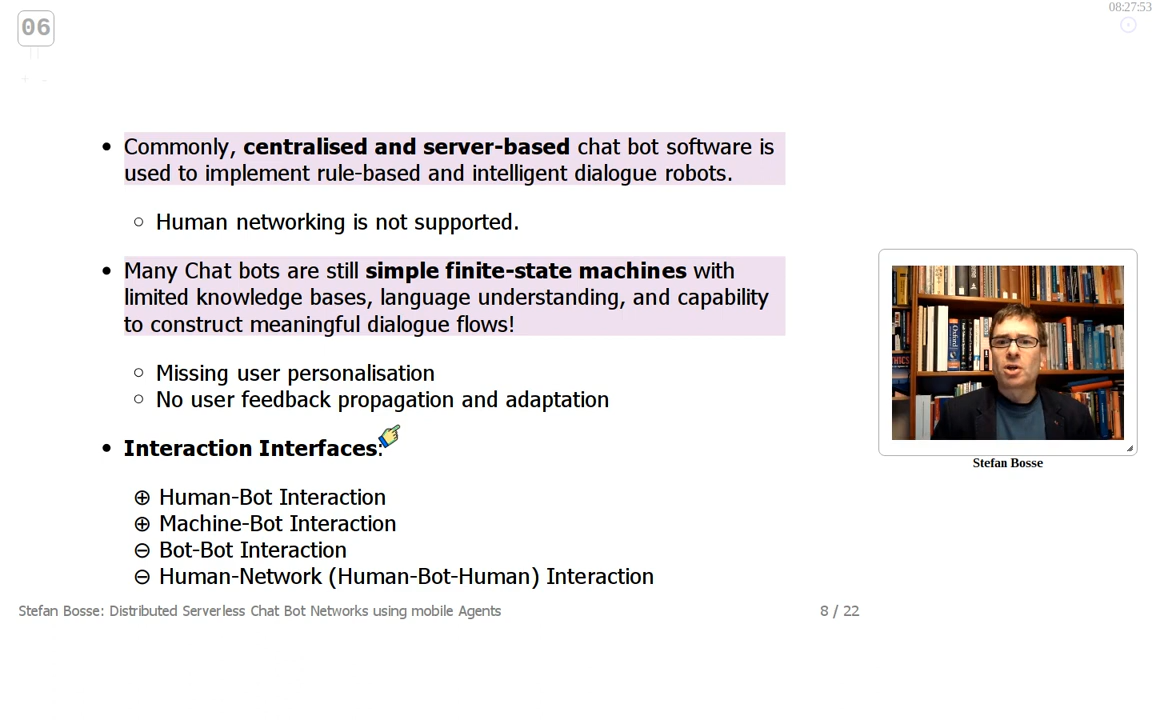 06
08:27:53
+ -
• Commonly, centralised and server-based chat bot software is
used to implement rule-based and intelligent dialogue robots.
○ Human networking is not supported.
• Many Chat bots are still simple finite-state machines with
limited knowledge bases, language understanding, and capability
to construct meaningful dialogue flows!
○ Missing user personalisation
○ No user feedback propagation and adaptation
• Interaction Interfaces:
⊕ Human-Bot Interaction
⊕ Machine-Bot Interaction
⊖ Bot-Bot Interaction
⊖ Human-Network (Human-Bot-Human) Interaction
Oxford
Stefan Bosse
Stefan Bosse: Distributed Serverless Chat Bot Networks using mobile Agents
8 / 22